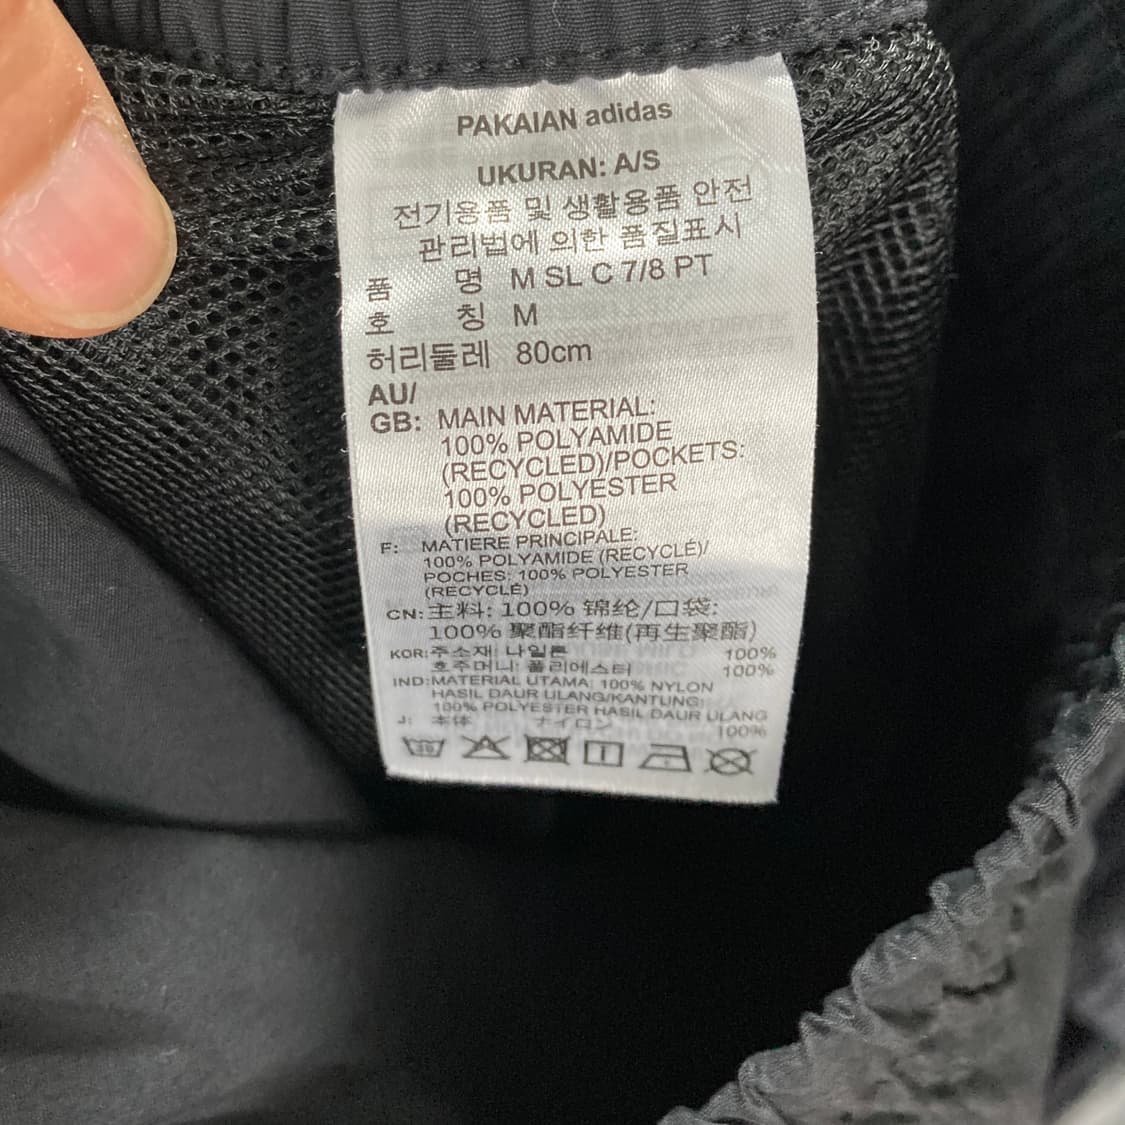 PAKAIAN adidas
UKURAN: A/S
전기용품 및 생활용품 안전
관리법에 의한 품질표시
품 명 M SL C 7/8 PT
호 칭 M
허리둘레 80cm
AU/
GB: MAIN MATERIAL:
100% POLYAMIDE
(RECYCLED)/POCKETS:
100% POLYESTER
(RECYCLED)
F: MATIERE PRINCIPALE:
100% POLYAMIDE (RECYCLÉ)/
POCHES: 100% POLYESTER
(RECYCLÉ)
CN: 主料: 100% 锦纶/口袋:
100% 聚酯纤维(再生聚酯)
KOR: 주소재: 나일론 100%
호주머니: 폴리에스터 100%
IND: MATERIAL UTAMA: 100% NYLON
HASIL DAUR ULANG/KANTUNG:
100% POLYESTER HASIL DAUR ULANG
J: 本体 ナイロン 100%
30